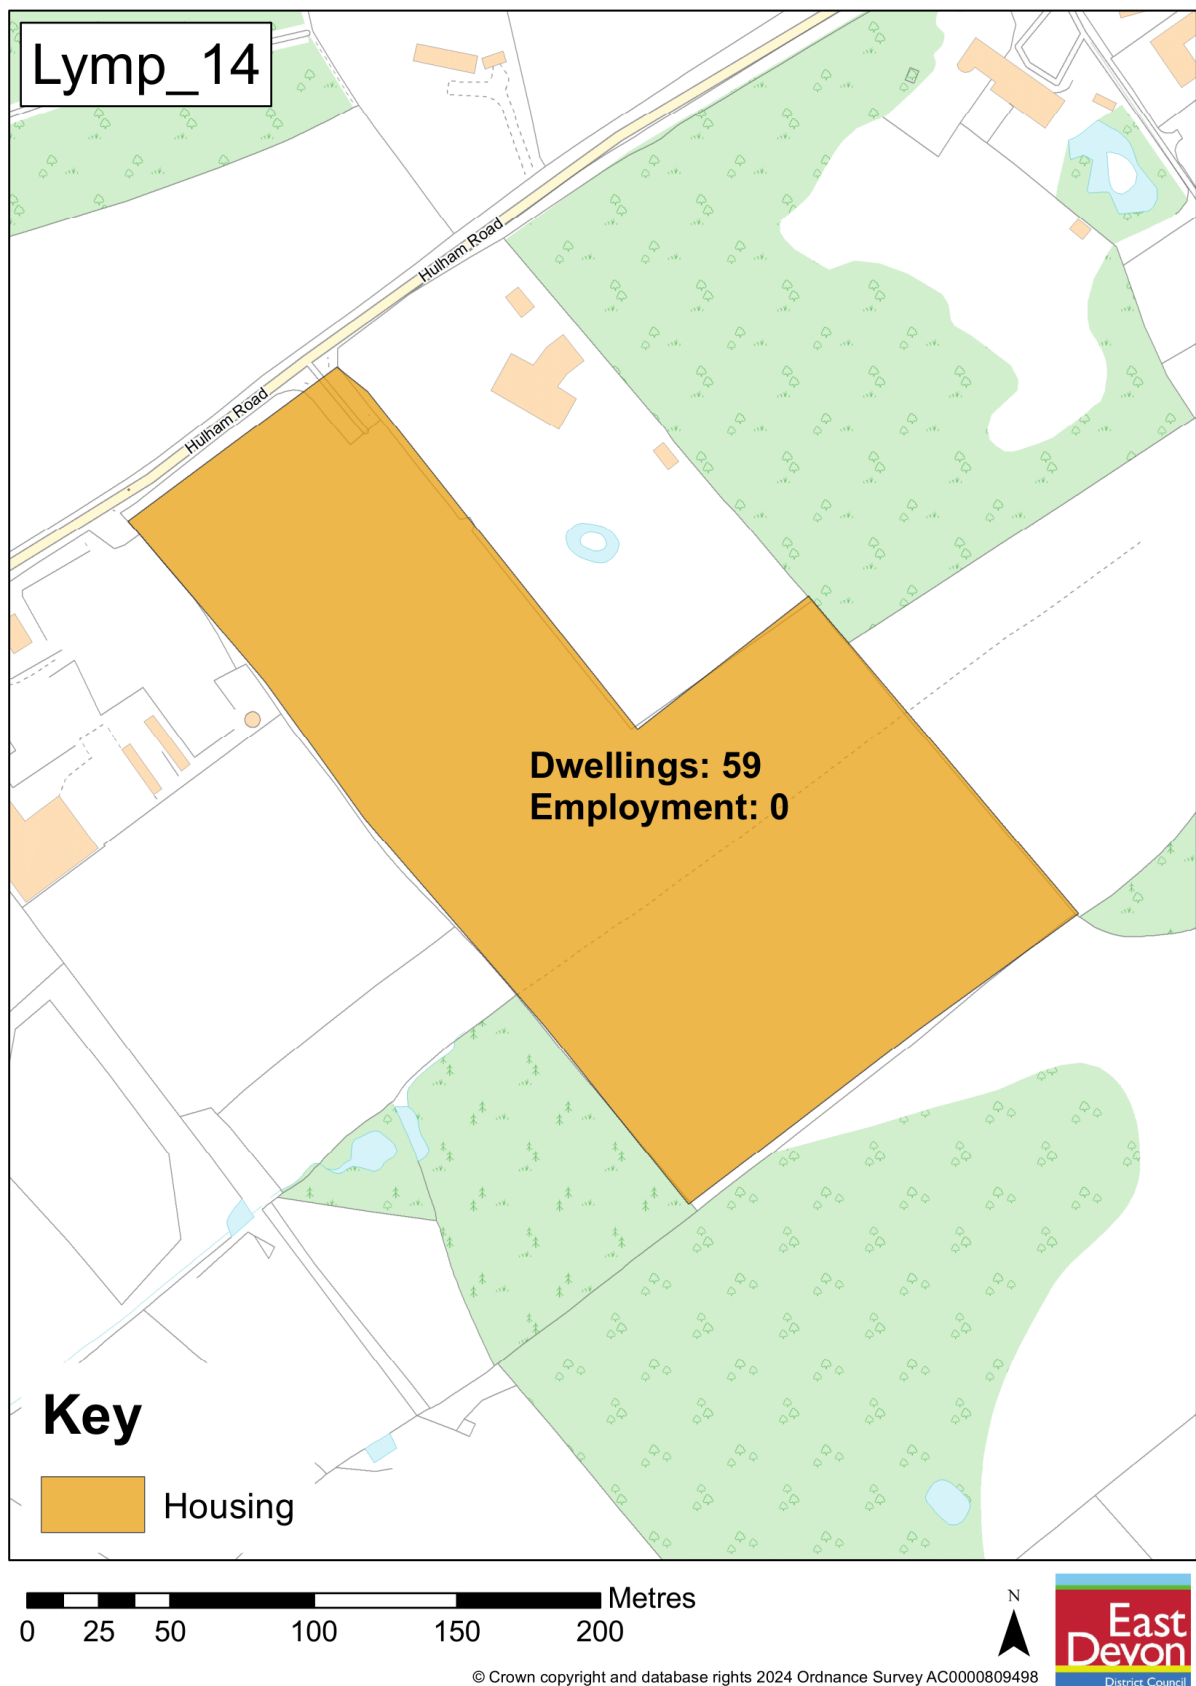 Lymp_14
Hulham Road
Hulham Road
Dwellings: 59
Employment: 0
Key
Housing
Metres
0 25 50 100 150 200
N
East
Devon
District Council
© Crown copyright and database rights 2024 Ordnance Survey AC0000809498